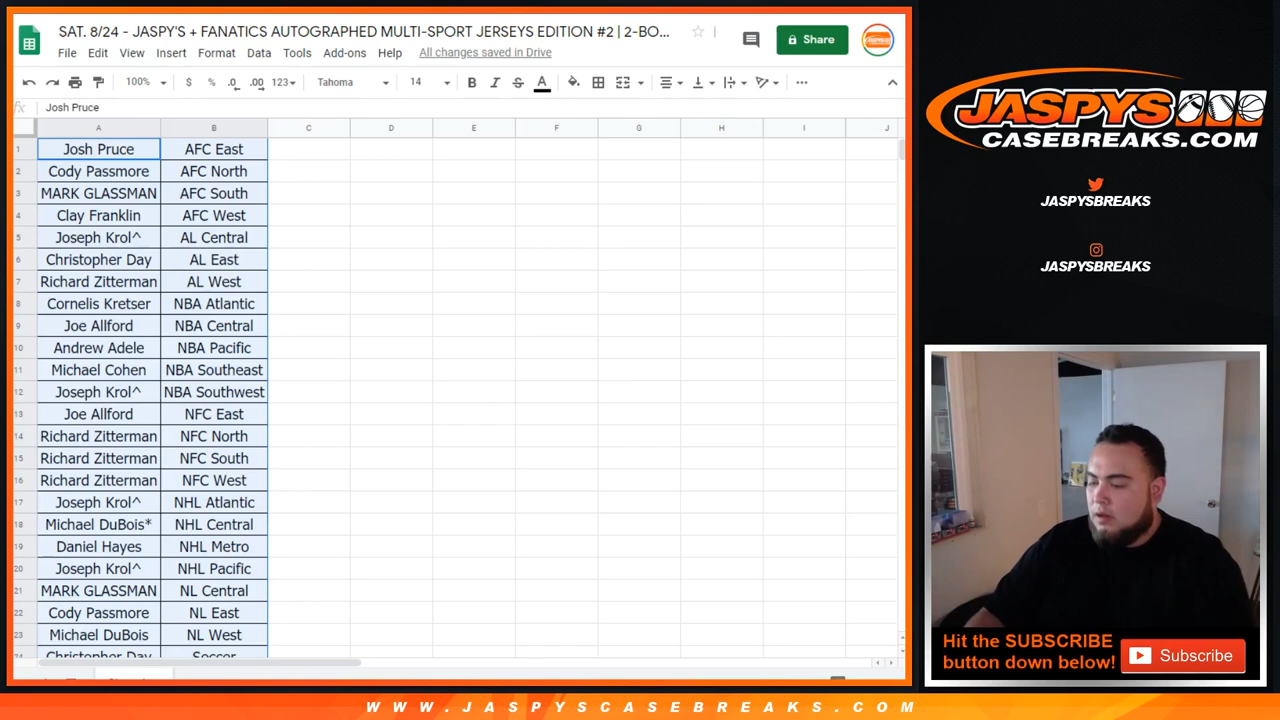 SAT. 8/24 - JASPY'S + FANATICS AUTOGRAPHED MULTI-SPORT JERSEYS EDITION #2 | 2-BO...
Share
File Edit View Insert Format Data Tools Add-ons Help All changes saved in Drive
100% $ % .0 .00 123 Tahoma 14 B I S A
fx Josh Pruce
A B C D E F G H I J
1 Josh Pruce AFC East
2 Cody Passmore AFC North
3 MARK GLASSMAN AFC South
4 Clay Franklin AFC West
5 Joseph Krol^ AL Central
6 Christopher Day AL East
7 Richard Zitterman AL West
8 Cornelis Kretser NBA Atlantic
9 Joe Allford NBA Central
10 Andrew Adele NBA Pacific
11 Michael Cohen NBA Southeast
12 Joseph Krol^ NBA Southwest
13 Joe Allford NFC East
14 Richard Zitterman NFC North
15 Richard Zitterman NFC South
16 Richard Zitterman NFC West
17 Joseph Krol^ NHL Atlantic
18 Michael DuBois* NHL Central
19 Daniel Hayes NHL Metro
20 Joseph Krol^ NHL Pacific
21 MARK GLASSMAN NL Central
22 Cody Passmore NL East
23 Michael DuBois NL West
24 Christopher Day Soccer
JASPYS
CASEBREAKS.COM
JASPYSBREAKS
JASPYSBREAKS
Hit the SUBSCRIBE
button down below!
Subscribe
WWW.JASPYSCASEBREAKS.COM